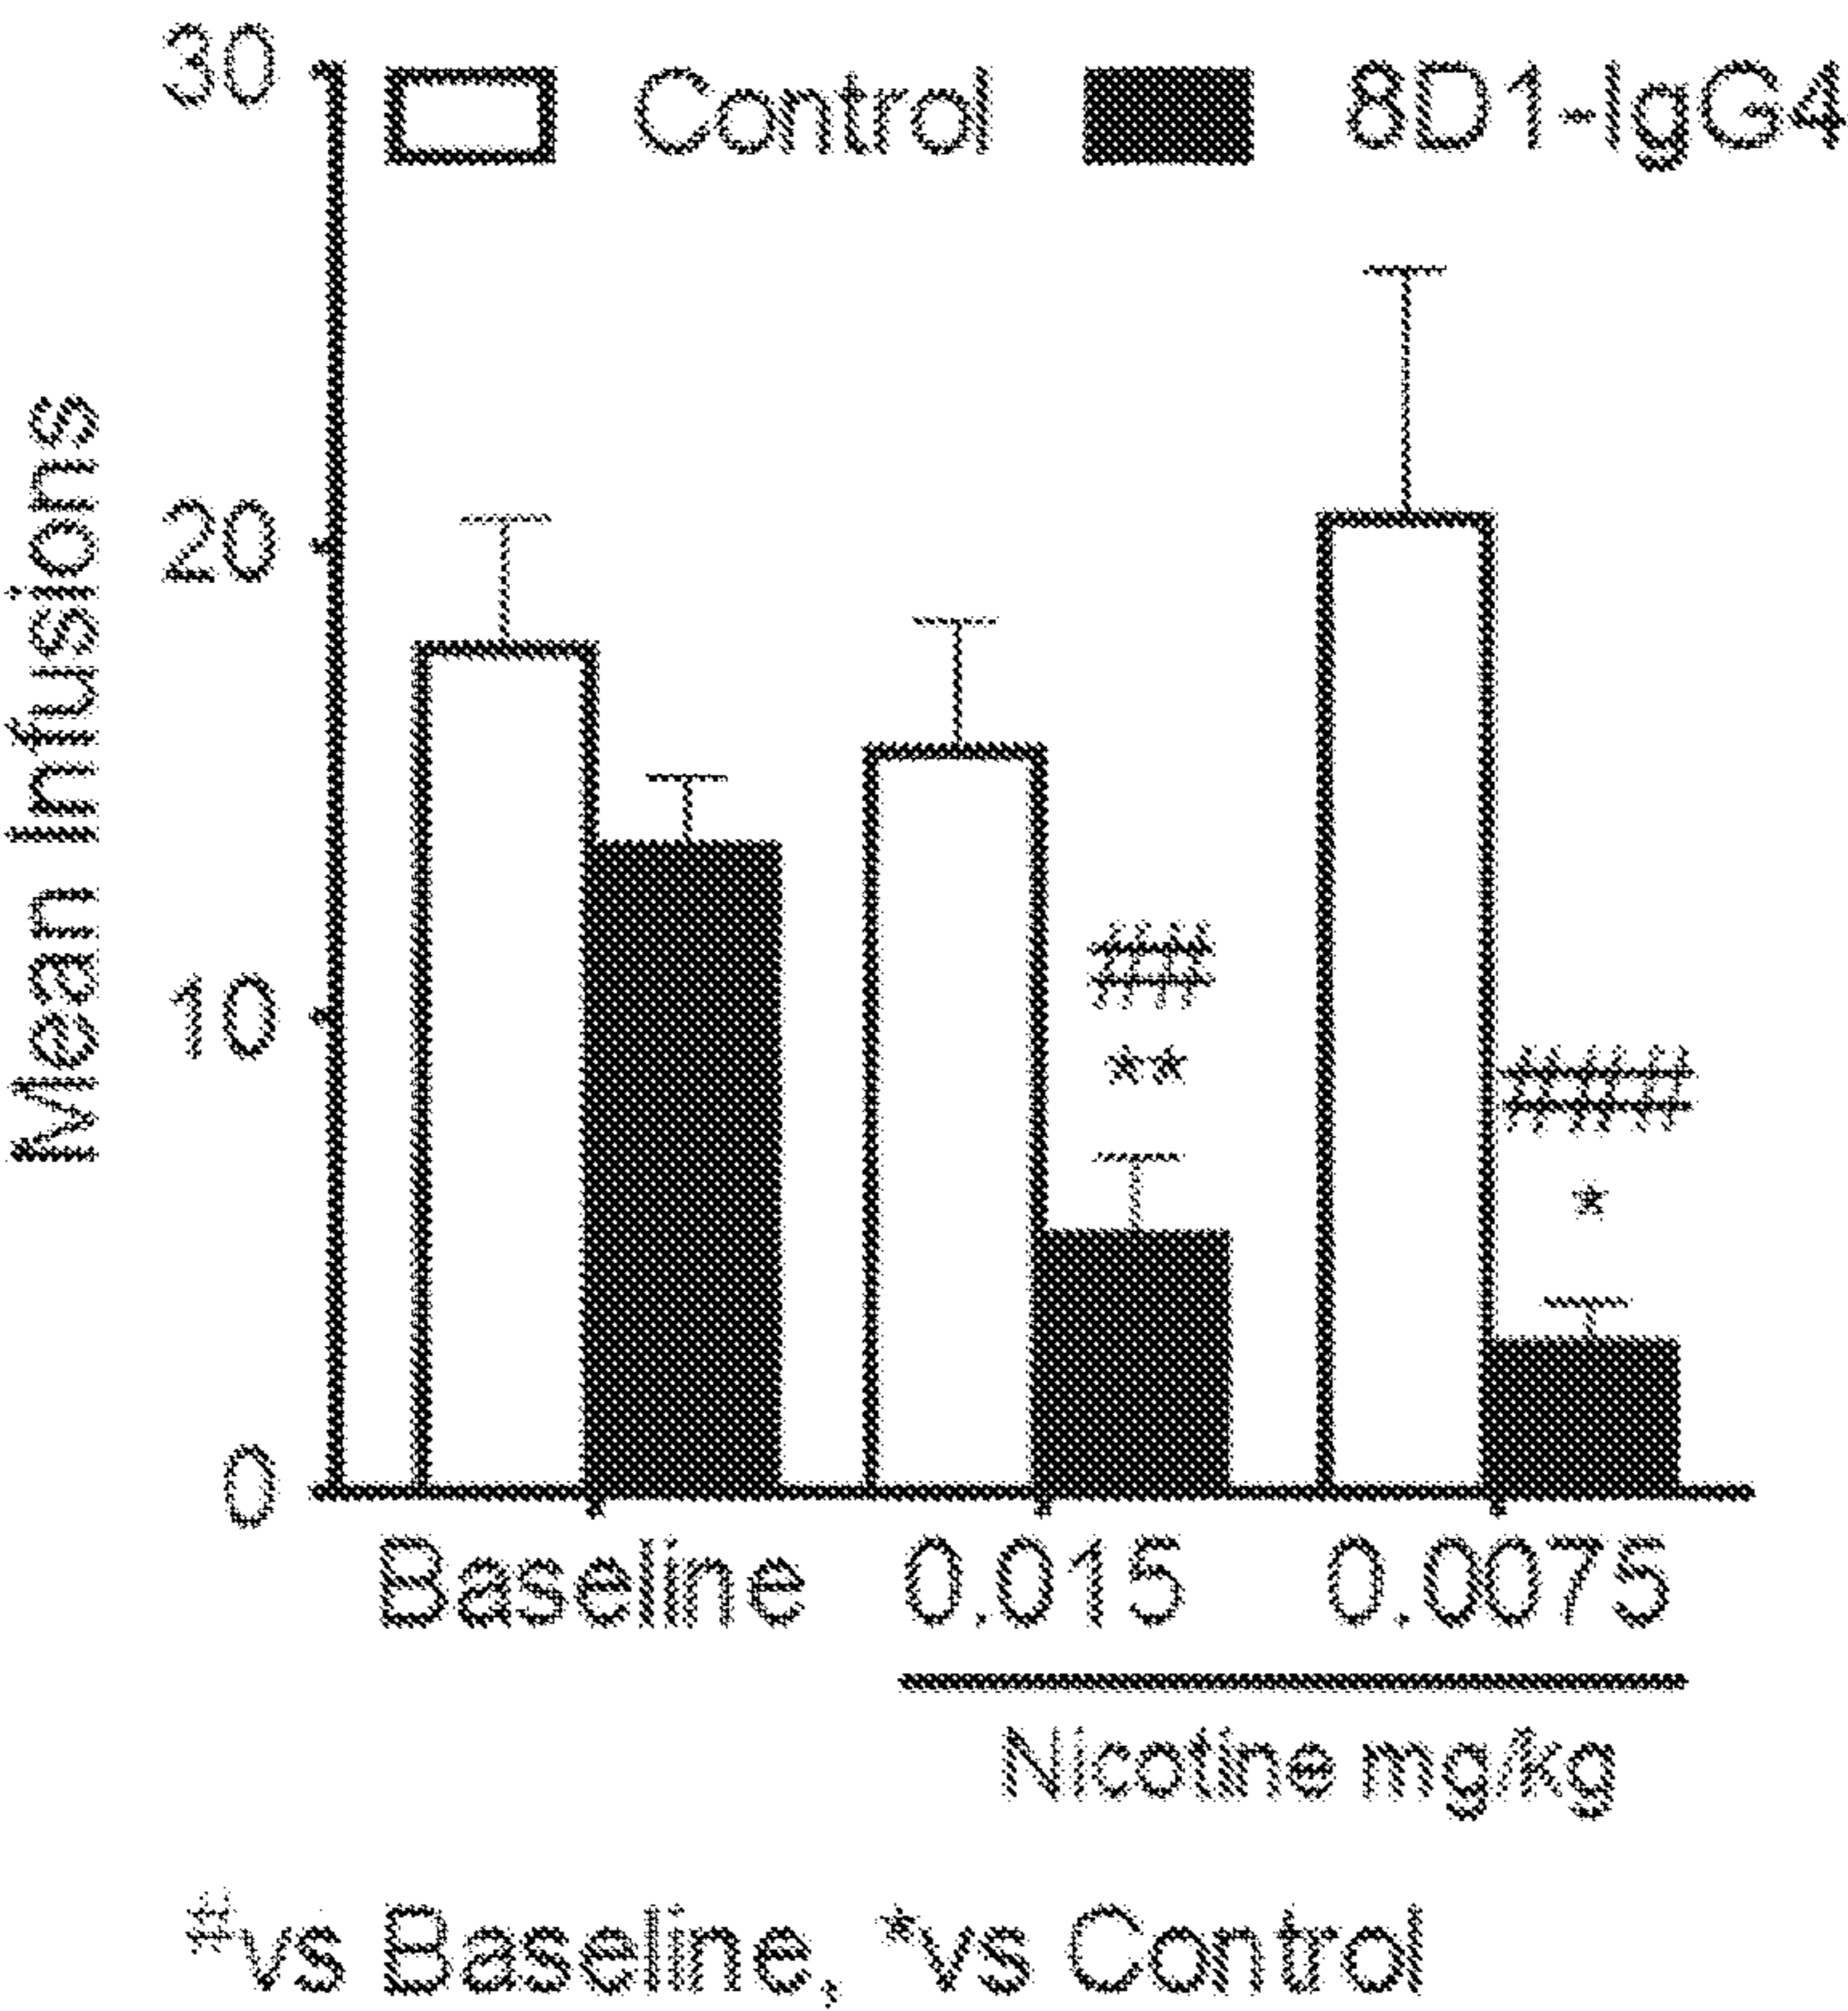 30
Control 8D1-IgG4
Mean Infusions
20
10
##
**
###
*
0
Baseline 0.015 0.0075
Nicotine mg/kg
#vs Baseline, *vs Control